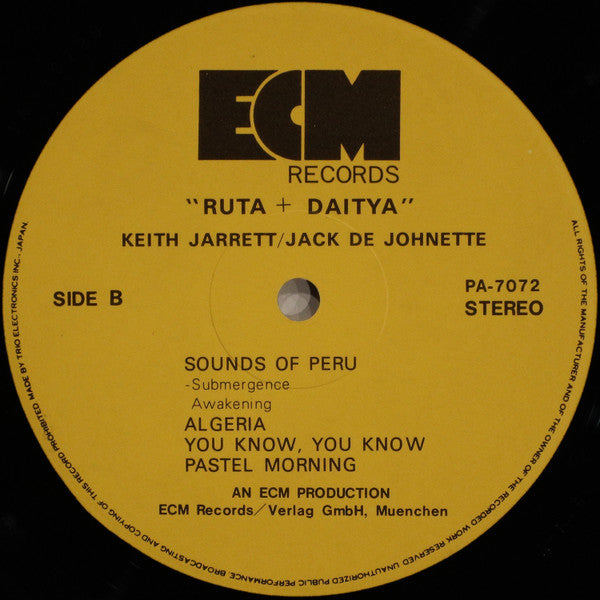 ECM
RECORDS
"RUTA + DAITYA"
KEITH JARRETT/JACK DE JOHNETTE
SIDE B
PA-7072
STEREO
SOUNDS OF PERU
-Submergence
Awakening
ALGERIA
YOU KNOW, YOU KNOW
PASTEL MORNING
AN ECM PRODUCTION
ECM Records/Verlag GmbH, Muenchen
ALL RIGHTS OF THE MANUFACTURER AND OF THE OWNER OF THE RECORDED WORK RESERVED. UNAUTHORIZED PUBLIC PERFORMANCE, BROADCASTING AND COPYING OF THIS RECORD PROHIBITED MADE BY TRIO ELECTRONICS INC., JAPAN.